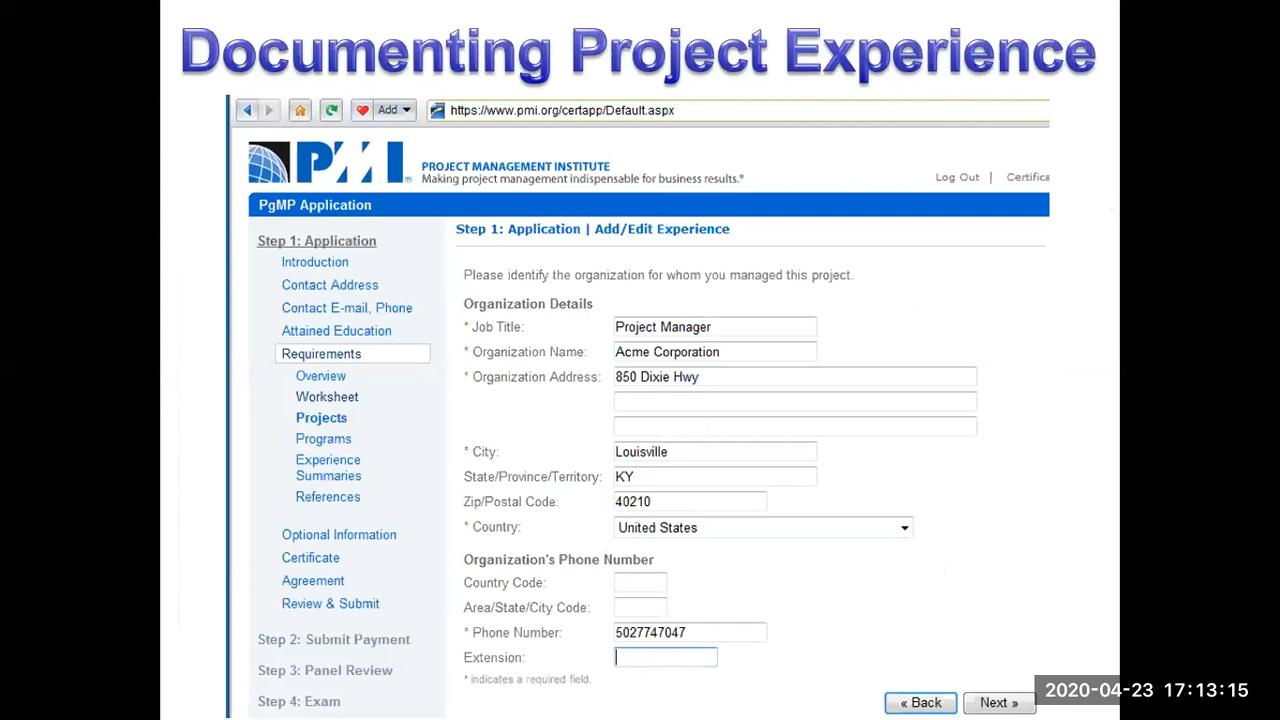 Documenting Project Experience
Add
https://www.pmi.org/certapp/Default.aspx
PMI
PROJECT MANAGEMENT INSTITUTE
Making project management indispensable for business results.®
Log Out | Certifica
PgMP Application
Step 1: Application
Introduction
Contact Address
Contact E-mail, Phone
Attained Education
Requirements
Overview
Worksheet
Projects
Programs
Experience
Summaries
References
Optional Information
Certificate
Agreement
Review & Submit
Step 2: Submit Payment
Step 3: Panel Review
Step 4: Exam
Step 1: Application | Add/Edit Experience
Please identify the organization for whom you managed this project.
Organization Details
* Job Title: Project Manager
* Organization Name: Acme Corporation
* Organization Address: 850 Dixie Hwy
* City: Louisville
State/Province/Territory: KY
Zip/Postal Code: 40210
* Country: United States
Organization's Phone Number
Country Code:
Area/State/City Code:
* Phone Number: 5027747047
Extension:
* indicates a required field.
« Back Next »
2020-04-23 17:13:15